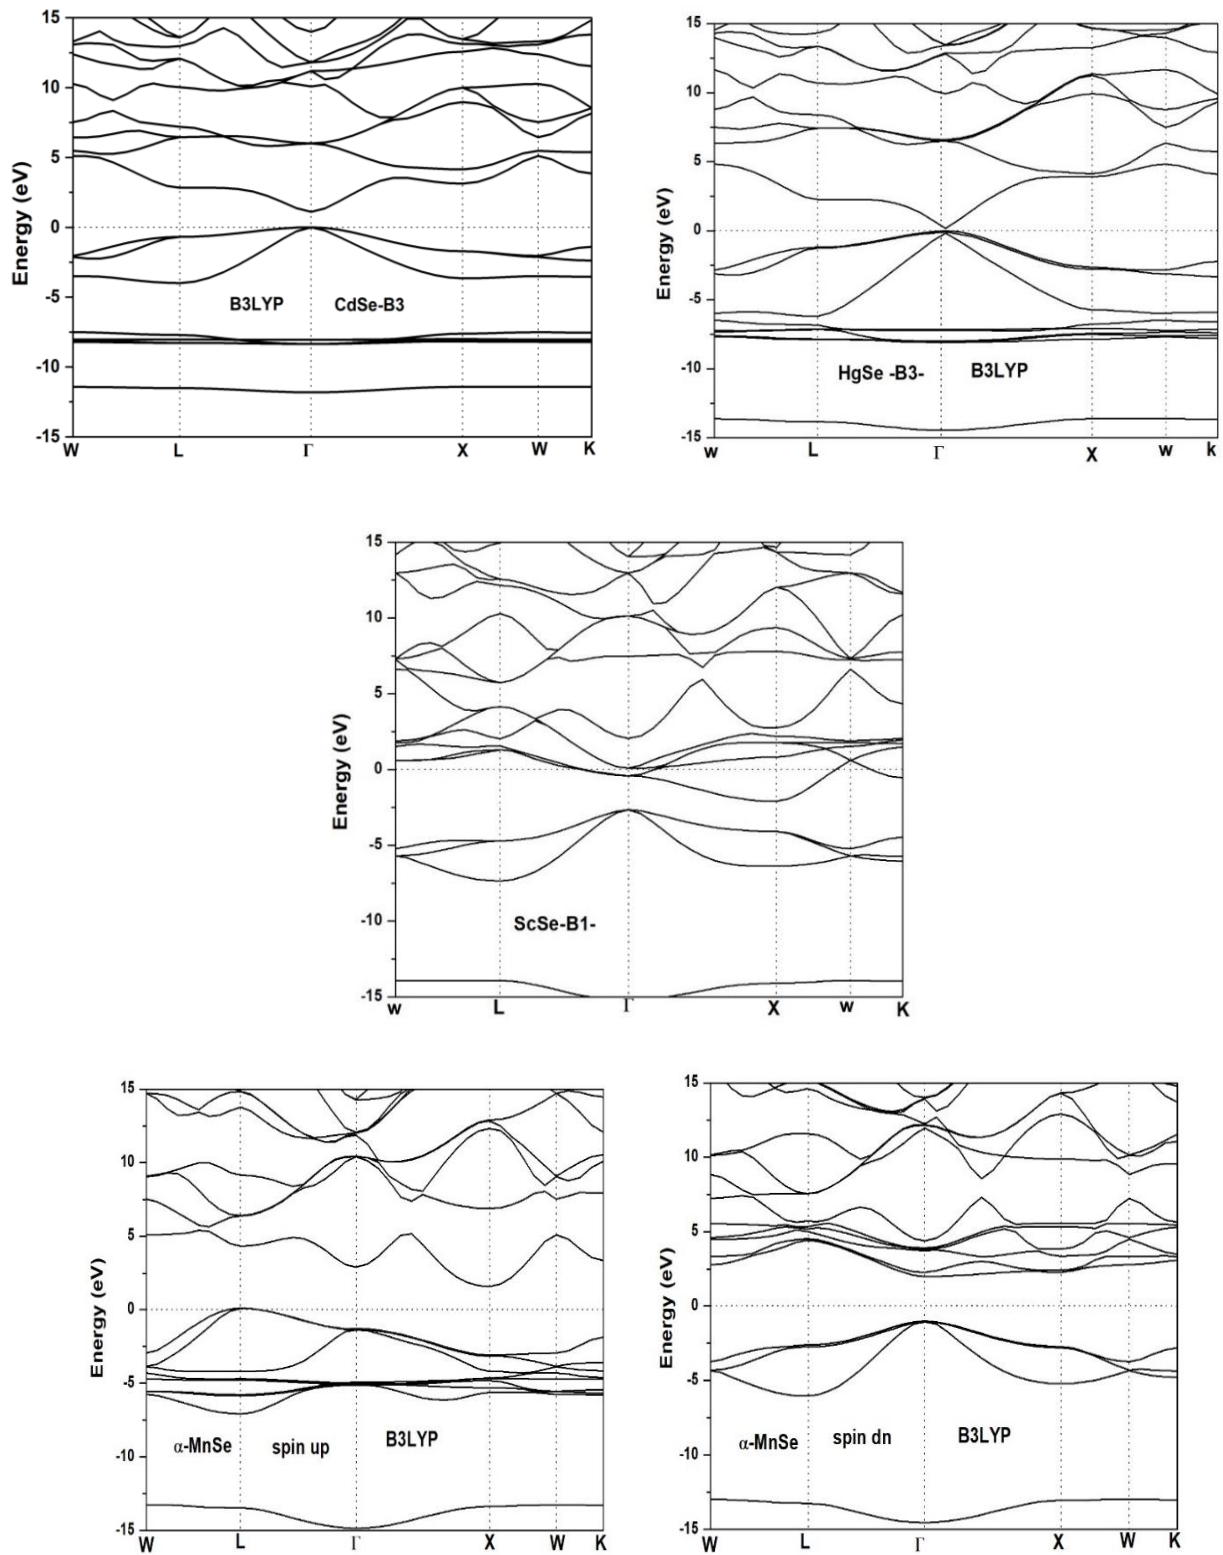 15
10
5
0
-5
-10
-15
Energy (eV)
B3LYP CdSe-B3
W L Γ X W K
15
10
5
0
-5
-10
-15
Energy (eV)
HgSe -B3- B3LYP
w L Γ X w k
15
10
5
0
-5
-10
-15
Energy (eV)
ScSe-B1-
w L Γ X w K
15
10
5
0
-5
-10
-15
Energy (eV)
α-MnSe spin up B3LYP
W L Γ X W K
15
10
5
0
-5
-10
-15
Energy (eV)
α-MnSe spin dn B3LYP
W L Γ X W K